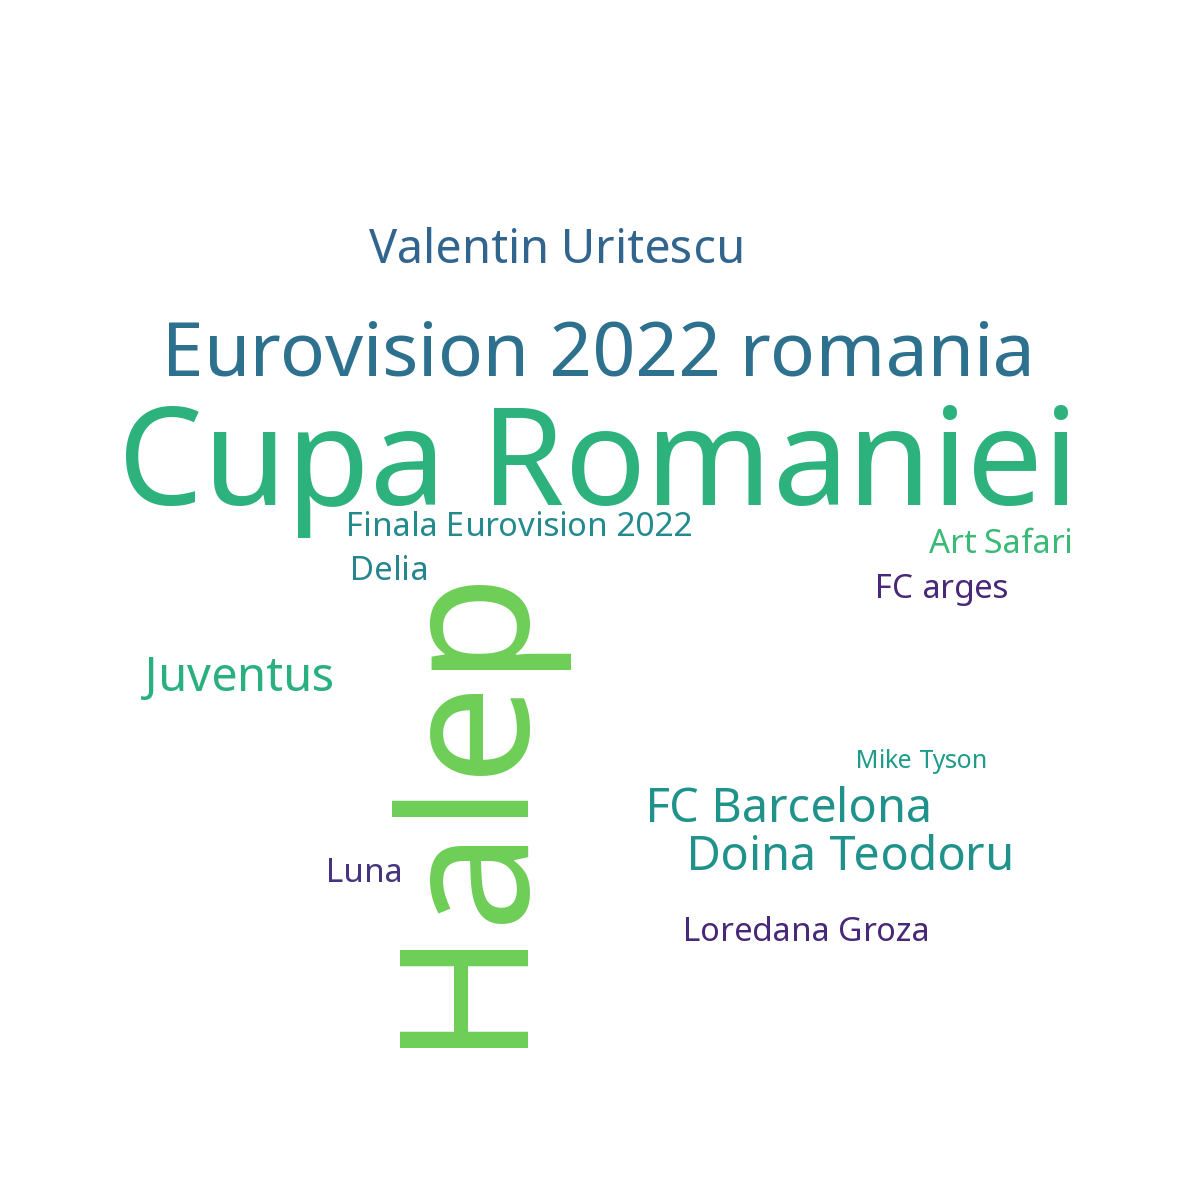 Valentin Uritescu
Eurovision 2022 romania
Cupa Romaniei
Finala Eurovision 2022
Art Safari
Delia
FC arges
Halep
Juventus
Mike Tyson
FC Barcelona
Doina Teodoru
Luna
Loredana Groza